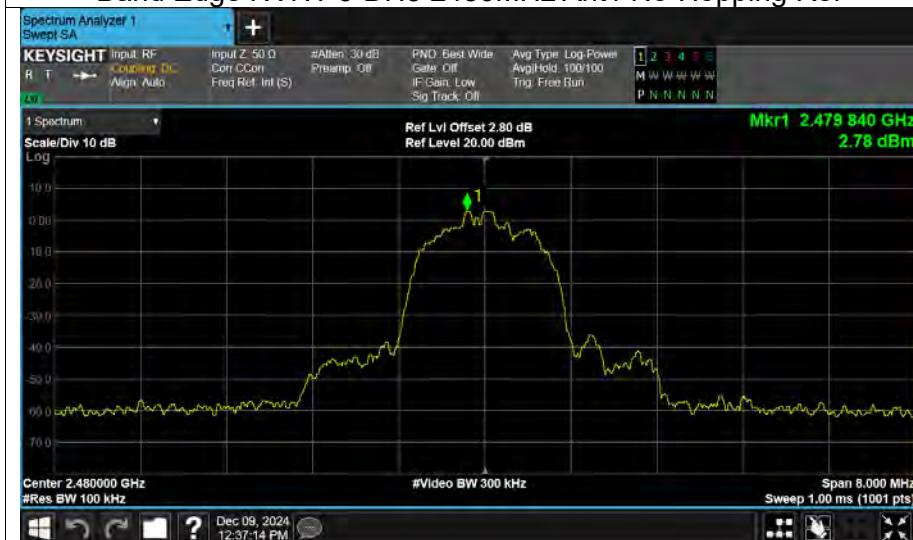 Spectrum Analyzer 1
Swept SA
+
KEYSIGHT
R T
Input: RF
Coupling: DC
Align: Auto
Input Z: 50 Ω
Corr CCorr
Freq Ref: Int (S)
#Atten: 30 dB
Preamp: Off
PNO: Best Wide
Gate: Off
IF Gain: Low
Sig Track: Off
Avg Type: Log-Power
Avg|Hold: 100/100
Trig: Free Run
1 2 3 4 5 6
M W W W W W
P N N N N N
1 Spectrum
Scale/Div 10 dB
Log
Ref Lvl Offset 2.80 dB
Ref Level 20.00 dBm
Mkr1 2.479 840 GHz
2.78 dBm
1
10.0
0.00
-10.0
-20.0
-30.0
-40.0
-50.0
-60.0
-70.0
Center 2.480000 GHz
#Res BW 100 kHz
#Video BW 300 kHz
Span 8.000 MHz
Sweep 1.00 ms (1001 pts)
?
Dec 09, 2024
12:37:14 PM